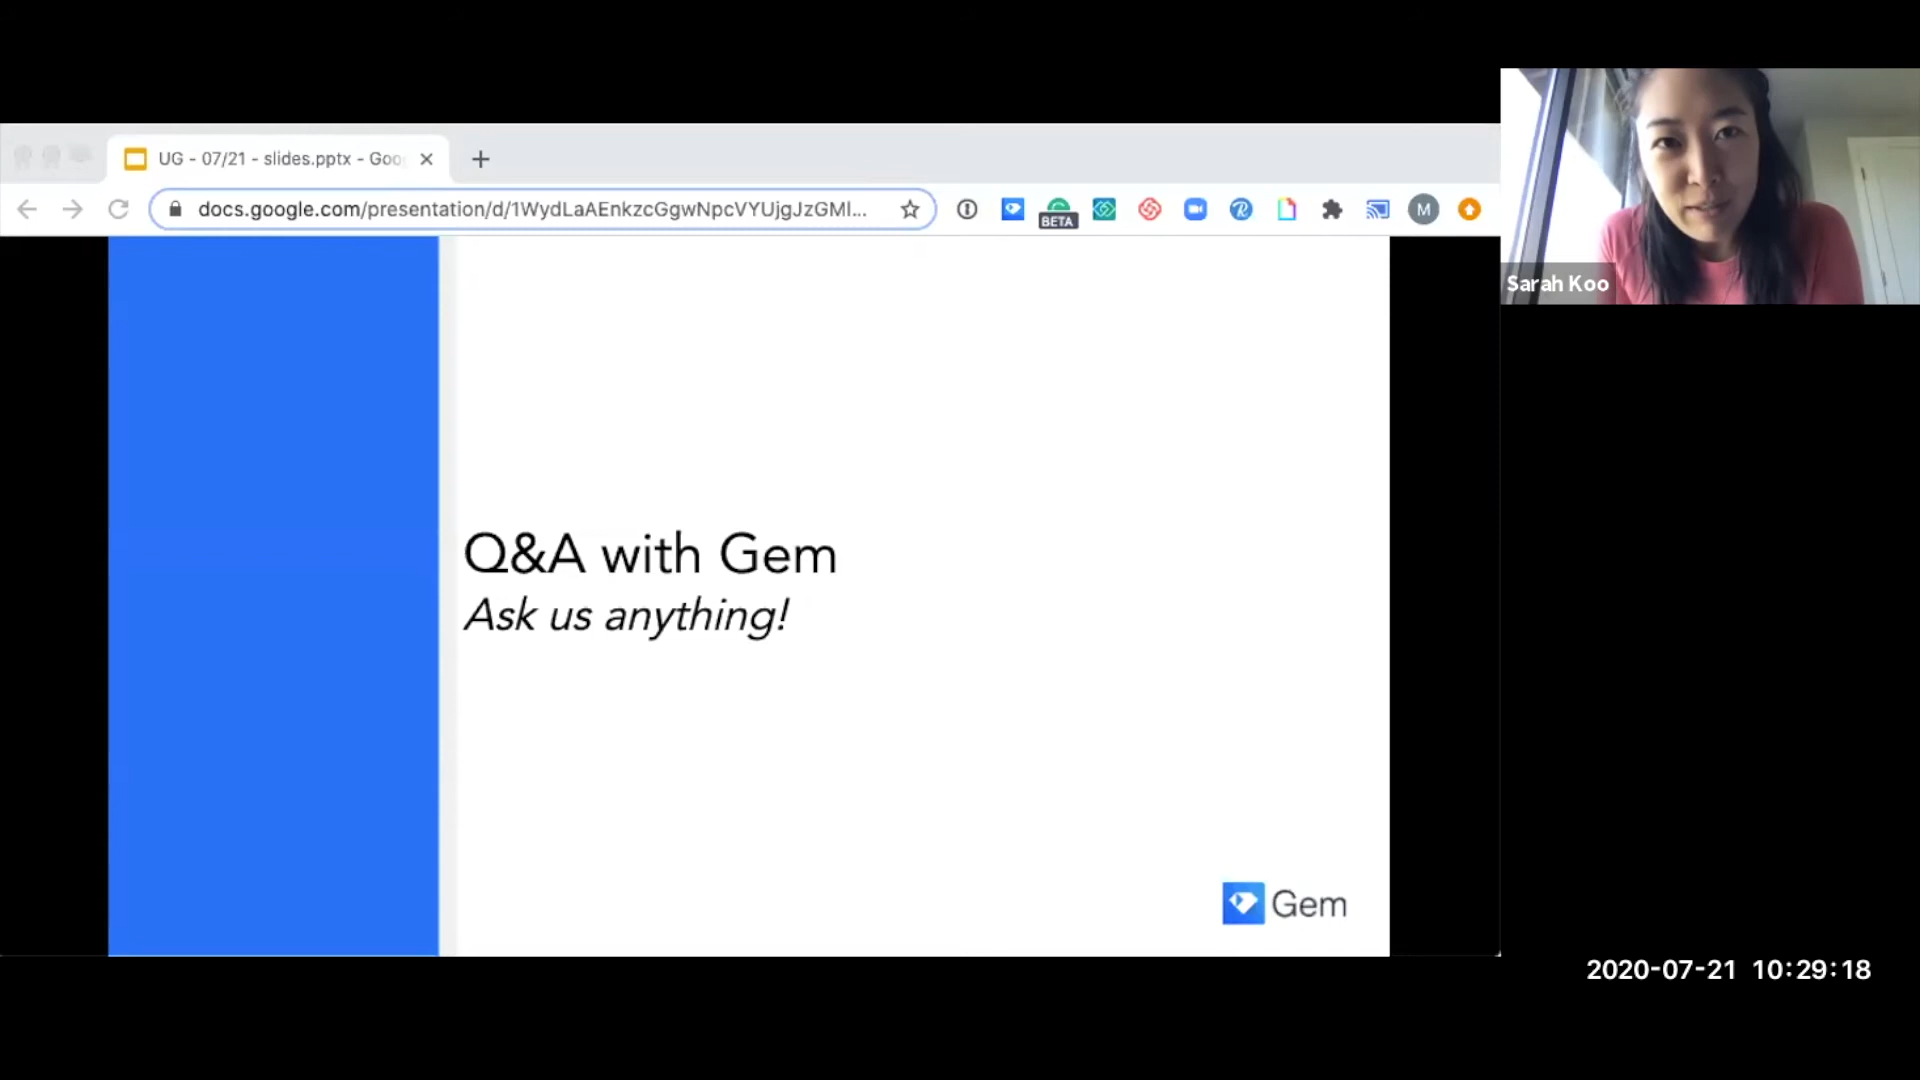 UG - 07/21 - slides.pptx - Goo
docs.google.com/presentation/d/1WydLaAEnkzcGgwNpcVYUjgJzGMI...
BETA
M
Sarah Koo
Q&A with Gem
Ask us anything!
Gem
2020-07-21 10:29:18